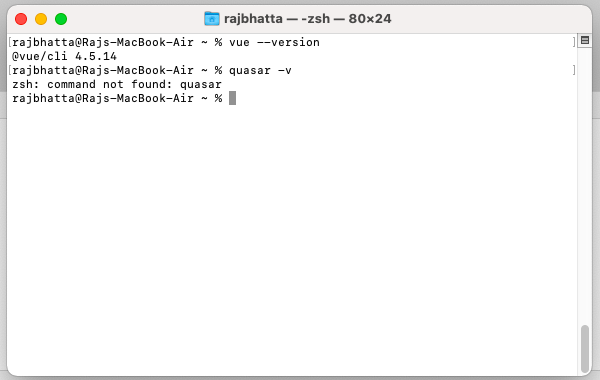 rajbhatta — -zsh — 80×24
[rajbhatta@Rajs-MacBook-Air ~ % vue --version ]
@vue/cli 4.5.14
[rajbhatta@Rajs-MacBook-Air ~ % quasar -v ]
zsh: command not found: quasar
rajbhatta@Rajs-MacBook-Air ~ %